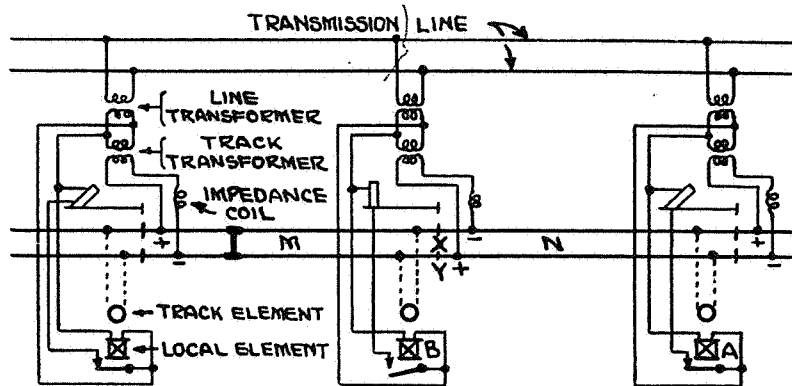 TRANSMISSION LINE
LINE
TRANSFORMER
TRACK
TRANSFORMER
IMPEDANCE
COIL
+ - M X - N + -
Y +
TRACK ELEMENT
LOCAL ELEMENT B A